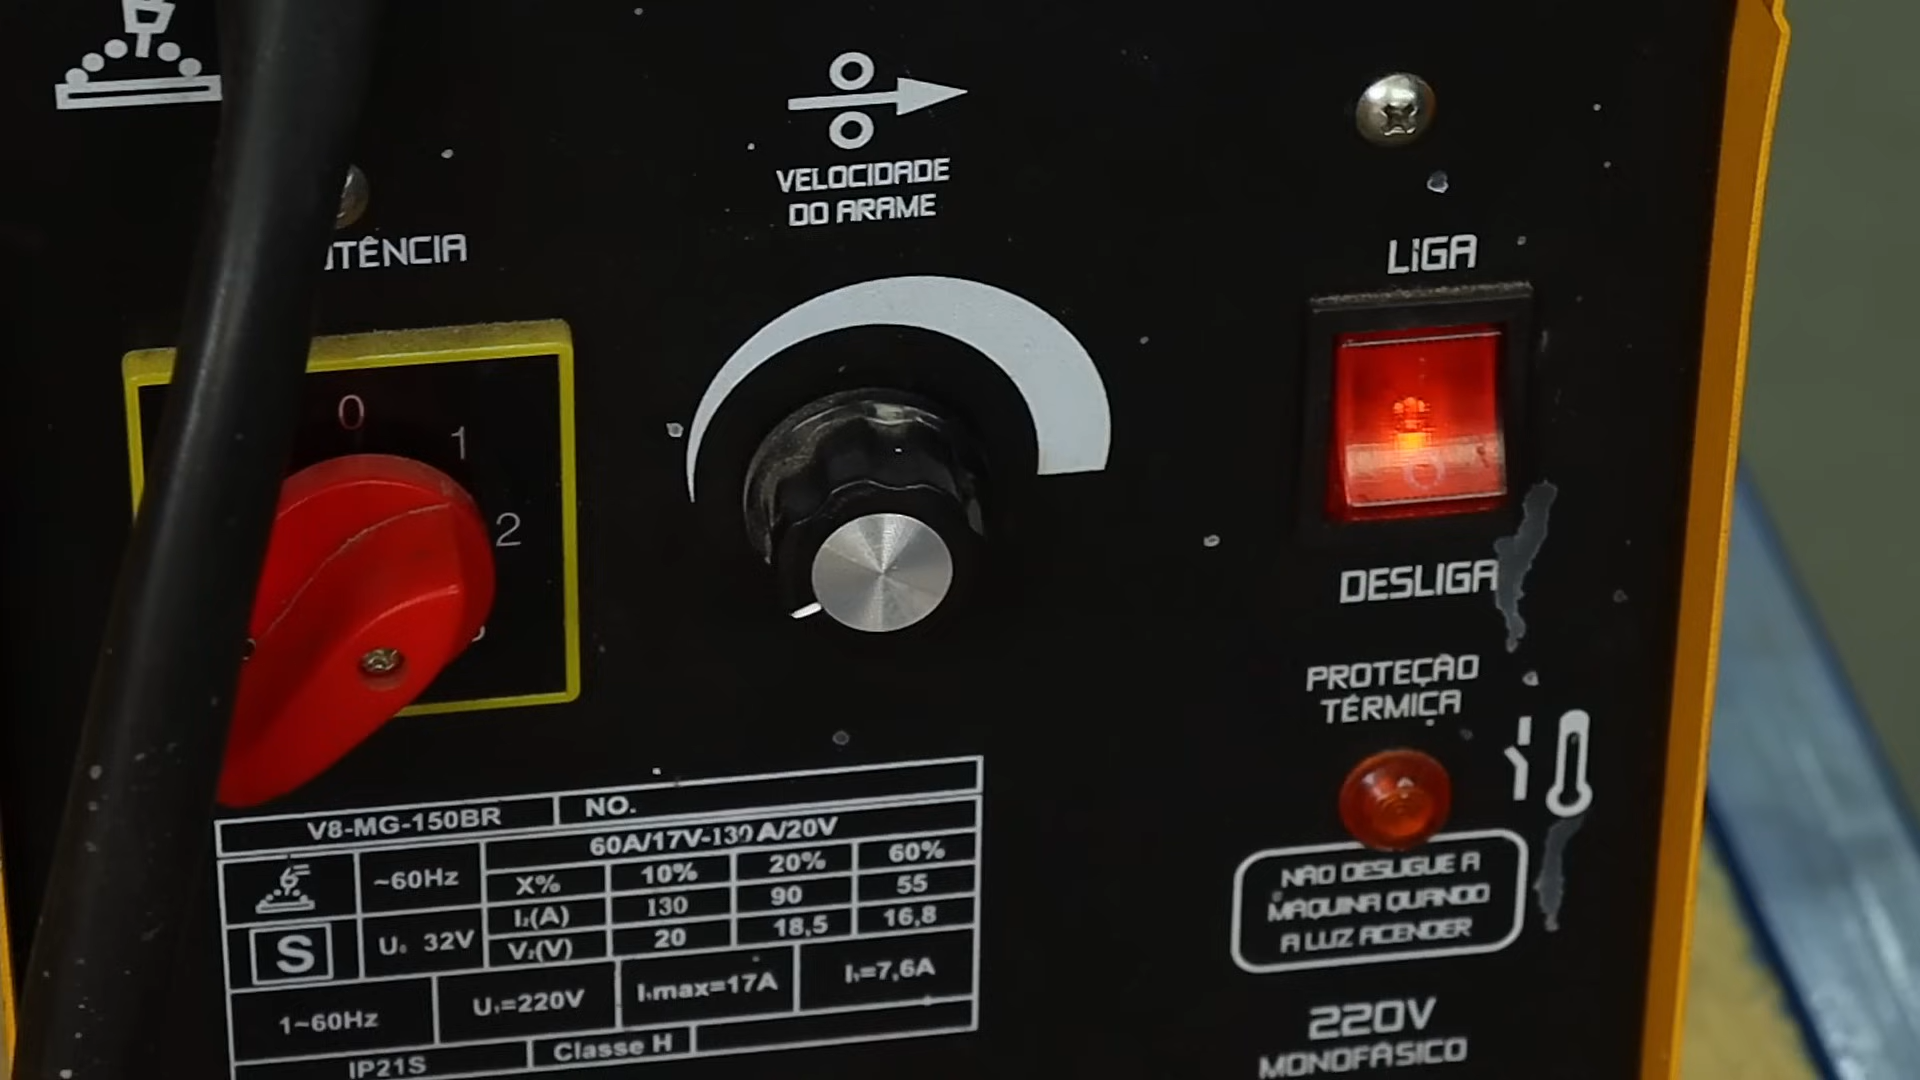 VELOCIDADE
DO ARAME
TÊNCIA
LIGA
0
1
2
DESLIGA
PROTEÇÃO
TÉRMICA
V8-MG-150BR NO.
60A/17V-130A/20V
~60Hz X% 10% 20% 60%
I₂(A) 130 90 55
S U₀ 32V V₂(V) 20 18,5 16,8
1~60Hz U₁=220V I₁max=17A I₁=7,6A
IP21S Classe H
NÃO DESLIGUE A
MÁQUINA QUANDO
A LUZ ACENDER
220V
MONOFÁSICO